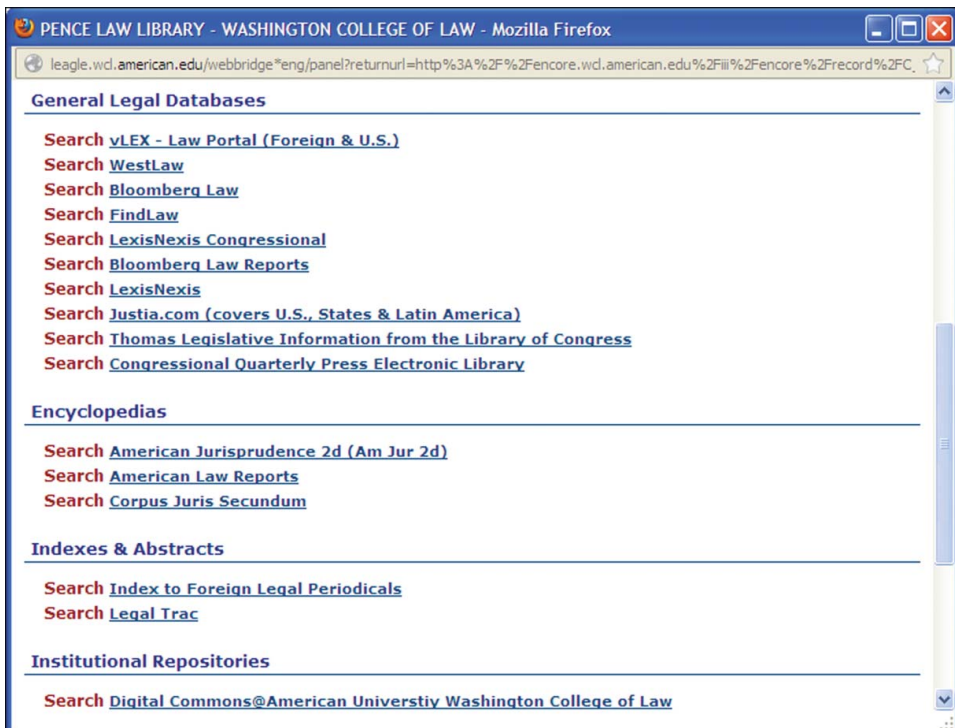 PENCE LAW LIBRARY - WASHINGTON COLLEGE OF LAW - Mozilla Firefox
leagle.wcl.american.edu/webbridge*eng/panel?returnurl=http%3A%2F%2Fencore.wcl.american.edu%2Fiii%2Fencore%2Frecord%2FC_
General Legal Databases
Search vLEX - Law Portal (Foreign & U.S.)
Search WestLaw
Search Bloomberg Law
Search FindLaw
Search LexisNexis Congressional
Search Bloomberg Law Reports
Search LexisNexis
Search Justia.com (covers U.S., States & Latin America)
Search Thomas Legislative Information from the Library of Congress
Search Congressional Quarterly Press Electronic Library
Encyclopedias
Search American Jurisprudence 2d (Am Jur 2d)
Search American Law Reports
Search Corpus Juris Secundum
Indexes & Abstracts
Search Index to Foreign Legal Periodicals
Search Legal Trac
Institutional Repositories
Search Digital Commons@American Universtiy Washington College of Law